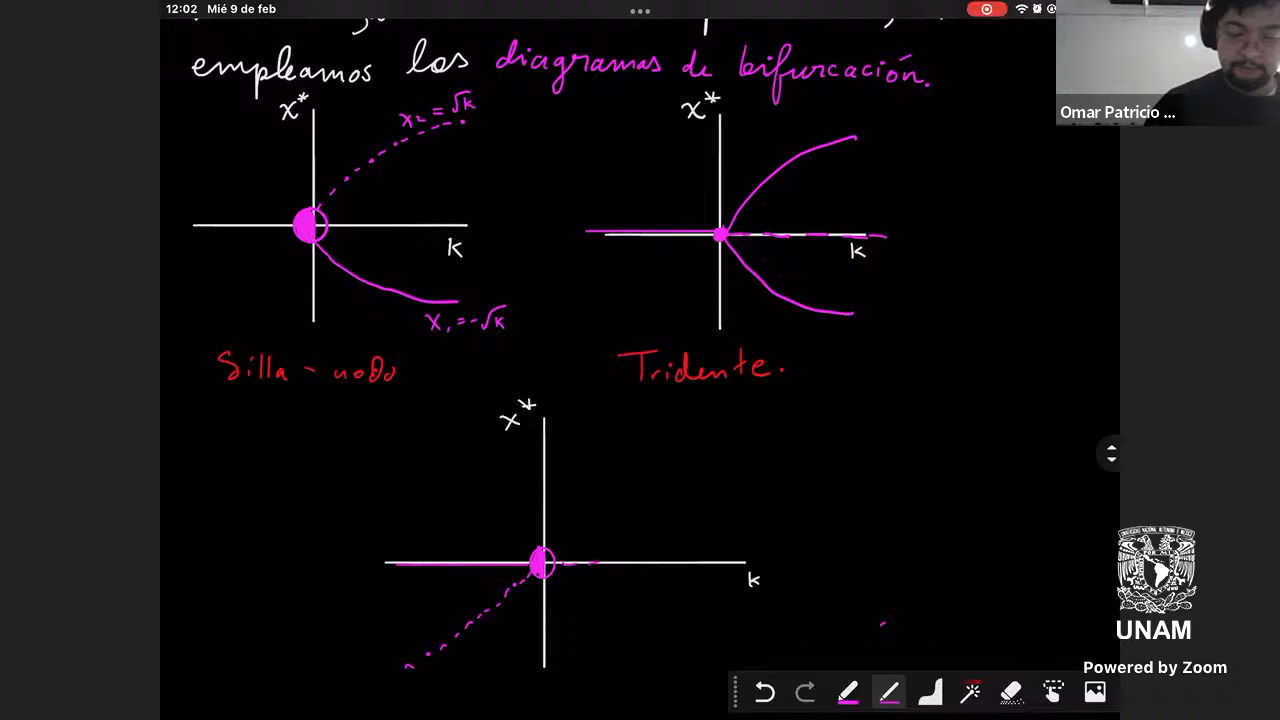 12:02 Mié 9 de feb
empleamos los diagramas de bifurcación.
Omar Patricio ...
x* x₂ = √k
k
x₁ = -√k
x*
k
Silla - nodo
Tridente.
x*
k
UNAM
Powered by Zoom